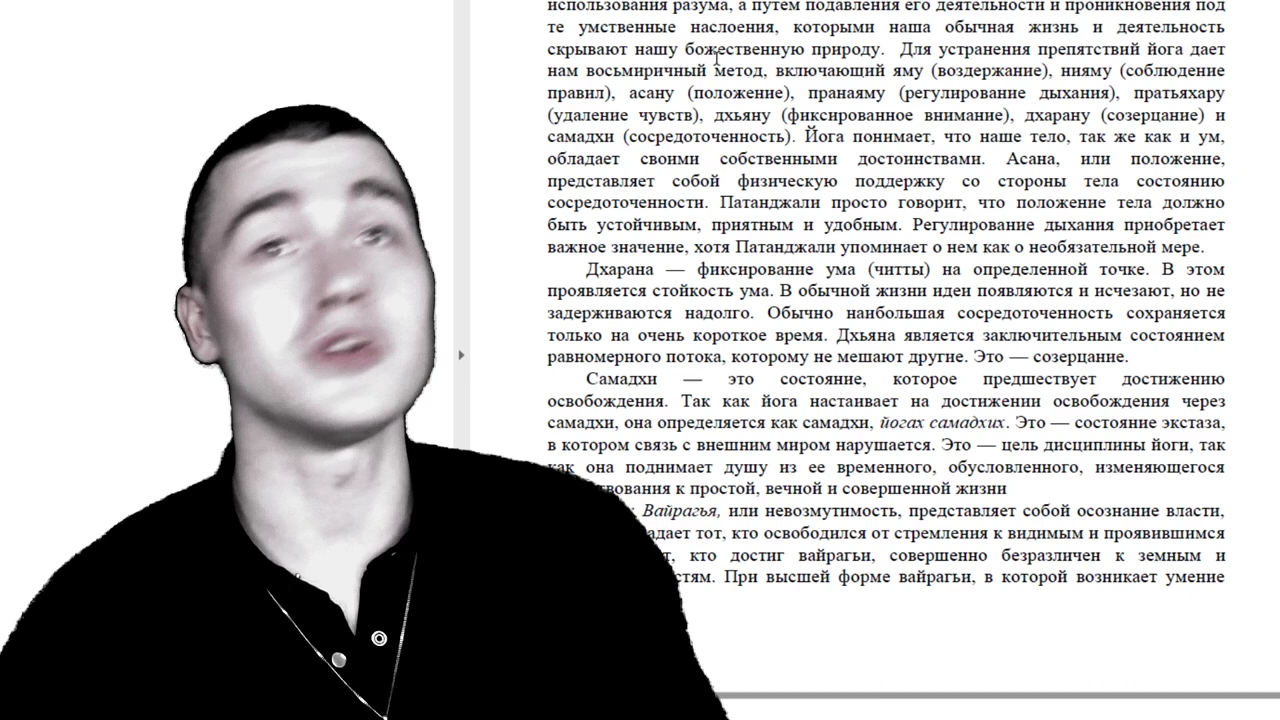 использования разума, а путем подавления его деятельности и проникновения под
те умственные наслоения, которыми наша обычная жизнь и деятельность
скрывают нашу божественную природу. Для устранения препятствий йога дает
нам восьмиричный метод, включающий яму (воздержание), нияму (соблюдение
правил), асану (положение), пранаяму (регулирование дыхания), пратьяхару
(удаление чувств), дхьяну (фиксированное внимание), дхарану (созерцание) и
самадхи (сосредоточенность). Йога понимает, что наше тело, так же как и ум,
обладает своими собственными достоинствами. Асана, или положение,
представляет собой физическую поддержку со стороны тела состоянию
сосредоточенности. Патанджали просто говорит, что положение тела должно
быть устойчивым, приятным и удобным. Регулирование дыхания приобретает
важное значение, хотя Патанджали упоминает о нем как о необязательной мере.
Дхарана — фиксирование ума (читты) на определенной точке. В этом
проявляется стойкость ума. В обычной жизни идеи появляются и исчезают, но не
задерживаются надолго. Обычно наибольшая сосредоточенность сохраняется
только на очень короткое время. Дхьяна является заключительным состоянием
равномерного потока, которому не мешают другие. Это — созерцание.
Самадхи — это состояние, которое предшествует достижению
освобождения. Так как йога настаивает на достижении освобождения через
самадхи, она определяется как самадхи, йогах самадхих. Это — состояние экстаза,
в котором связь с внешним миром нарушается. Это — цель дисциплины йоги, так
как она поднимает душу из ее временного, обусловленного, изменяющегося
к простой, вечной и совершенной жизни
Вайрагья, или невозмутимость, представляет собой осознание власти,
тот, кто освободился от стремления к видимым и проявившимся
кто достиг вайрагьи, совершенно безразличен к земным и
При высшей форме вайрагьи, в которой возникает умение